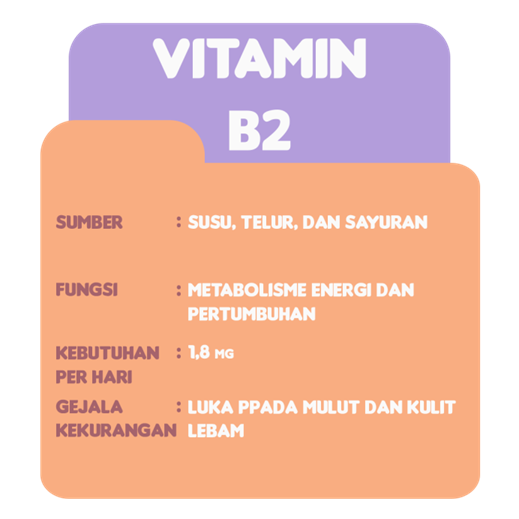 VITAMIN
B2
SUMBER : SUSU, TELUR, DAN SAYURAN
FUNGSI : METABOLISME ENERGI DAN
PERTUMBUHAN
KEBUTUHAN : 1,8 MG
PER HARI
GEJALA : LUKA PPADA MULUT DAN KULIT
KEKURANGAN LEBAM